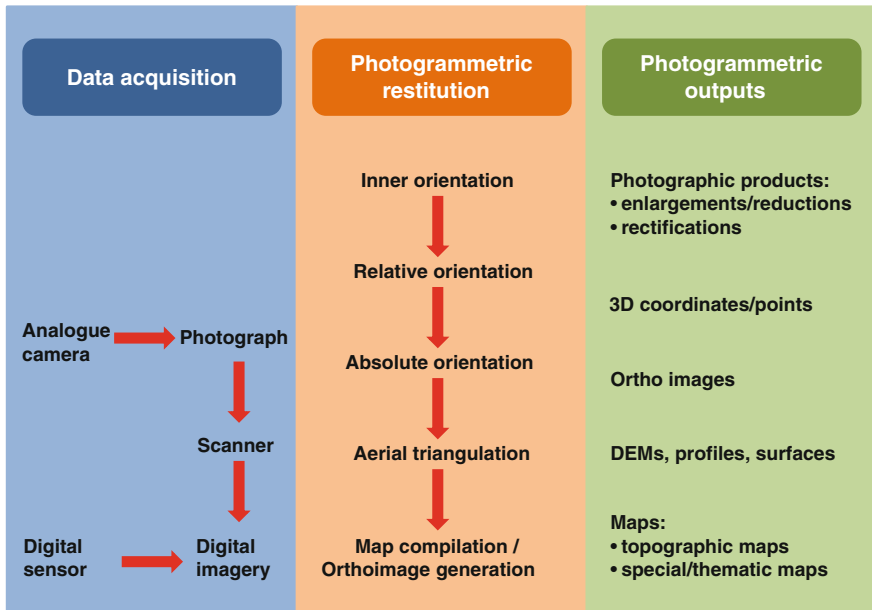 Data acquisition
Analogue
camera
Photograph
Scanner
Digital
sensor
Digital
imagery
Photogrammetric
restitution
Inner orientation
Relative orientation
Absolute orientation
Aerial triangulation
Map compilation /
Orthoimage generation
Photogrammetric
outputs
Photographic products:
• enlargements/reductions
• rectifications
3D coordinates/points
Ortho images
DEMs, profiles, surfaces
Maps:
• topographic maps
• special/thematic maps